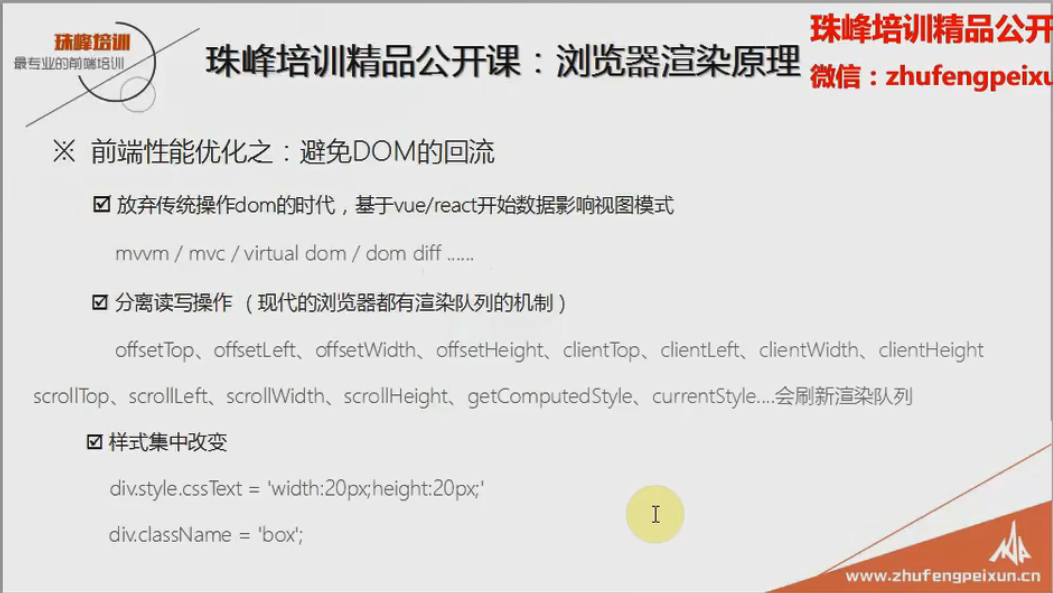 珠峰培训
最专业的前端培训
珠峰培训精品公开课：浏览器渲染原理
珠峰培训精品公开
微信：zhufengpeixu
※ 前端性能优化之：避免DOM的回流
☑ 放弃传统操作dom的时代，基于vue/react开始数据影响视图模式
mvvm / mvc / virtual dom / dom diff ......
☑ 分离读写操作 （现代的浏览器都有渲染队列的机制）
offsetTop、offsetLeft、offsetWidth、offsetHeight、clientTop、clientLeft、clientWidth、clientHeight
scrollTop、scrollLeft、scrollWidth、scrollHeight、getComputedStyle、currentStyle....会刷新渲染队列
☑ 样式集中改变
div.style.cssText = 'width:20px;height:20px;'
div.className = 'box';
www.zhufengpeixun.cn